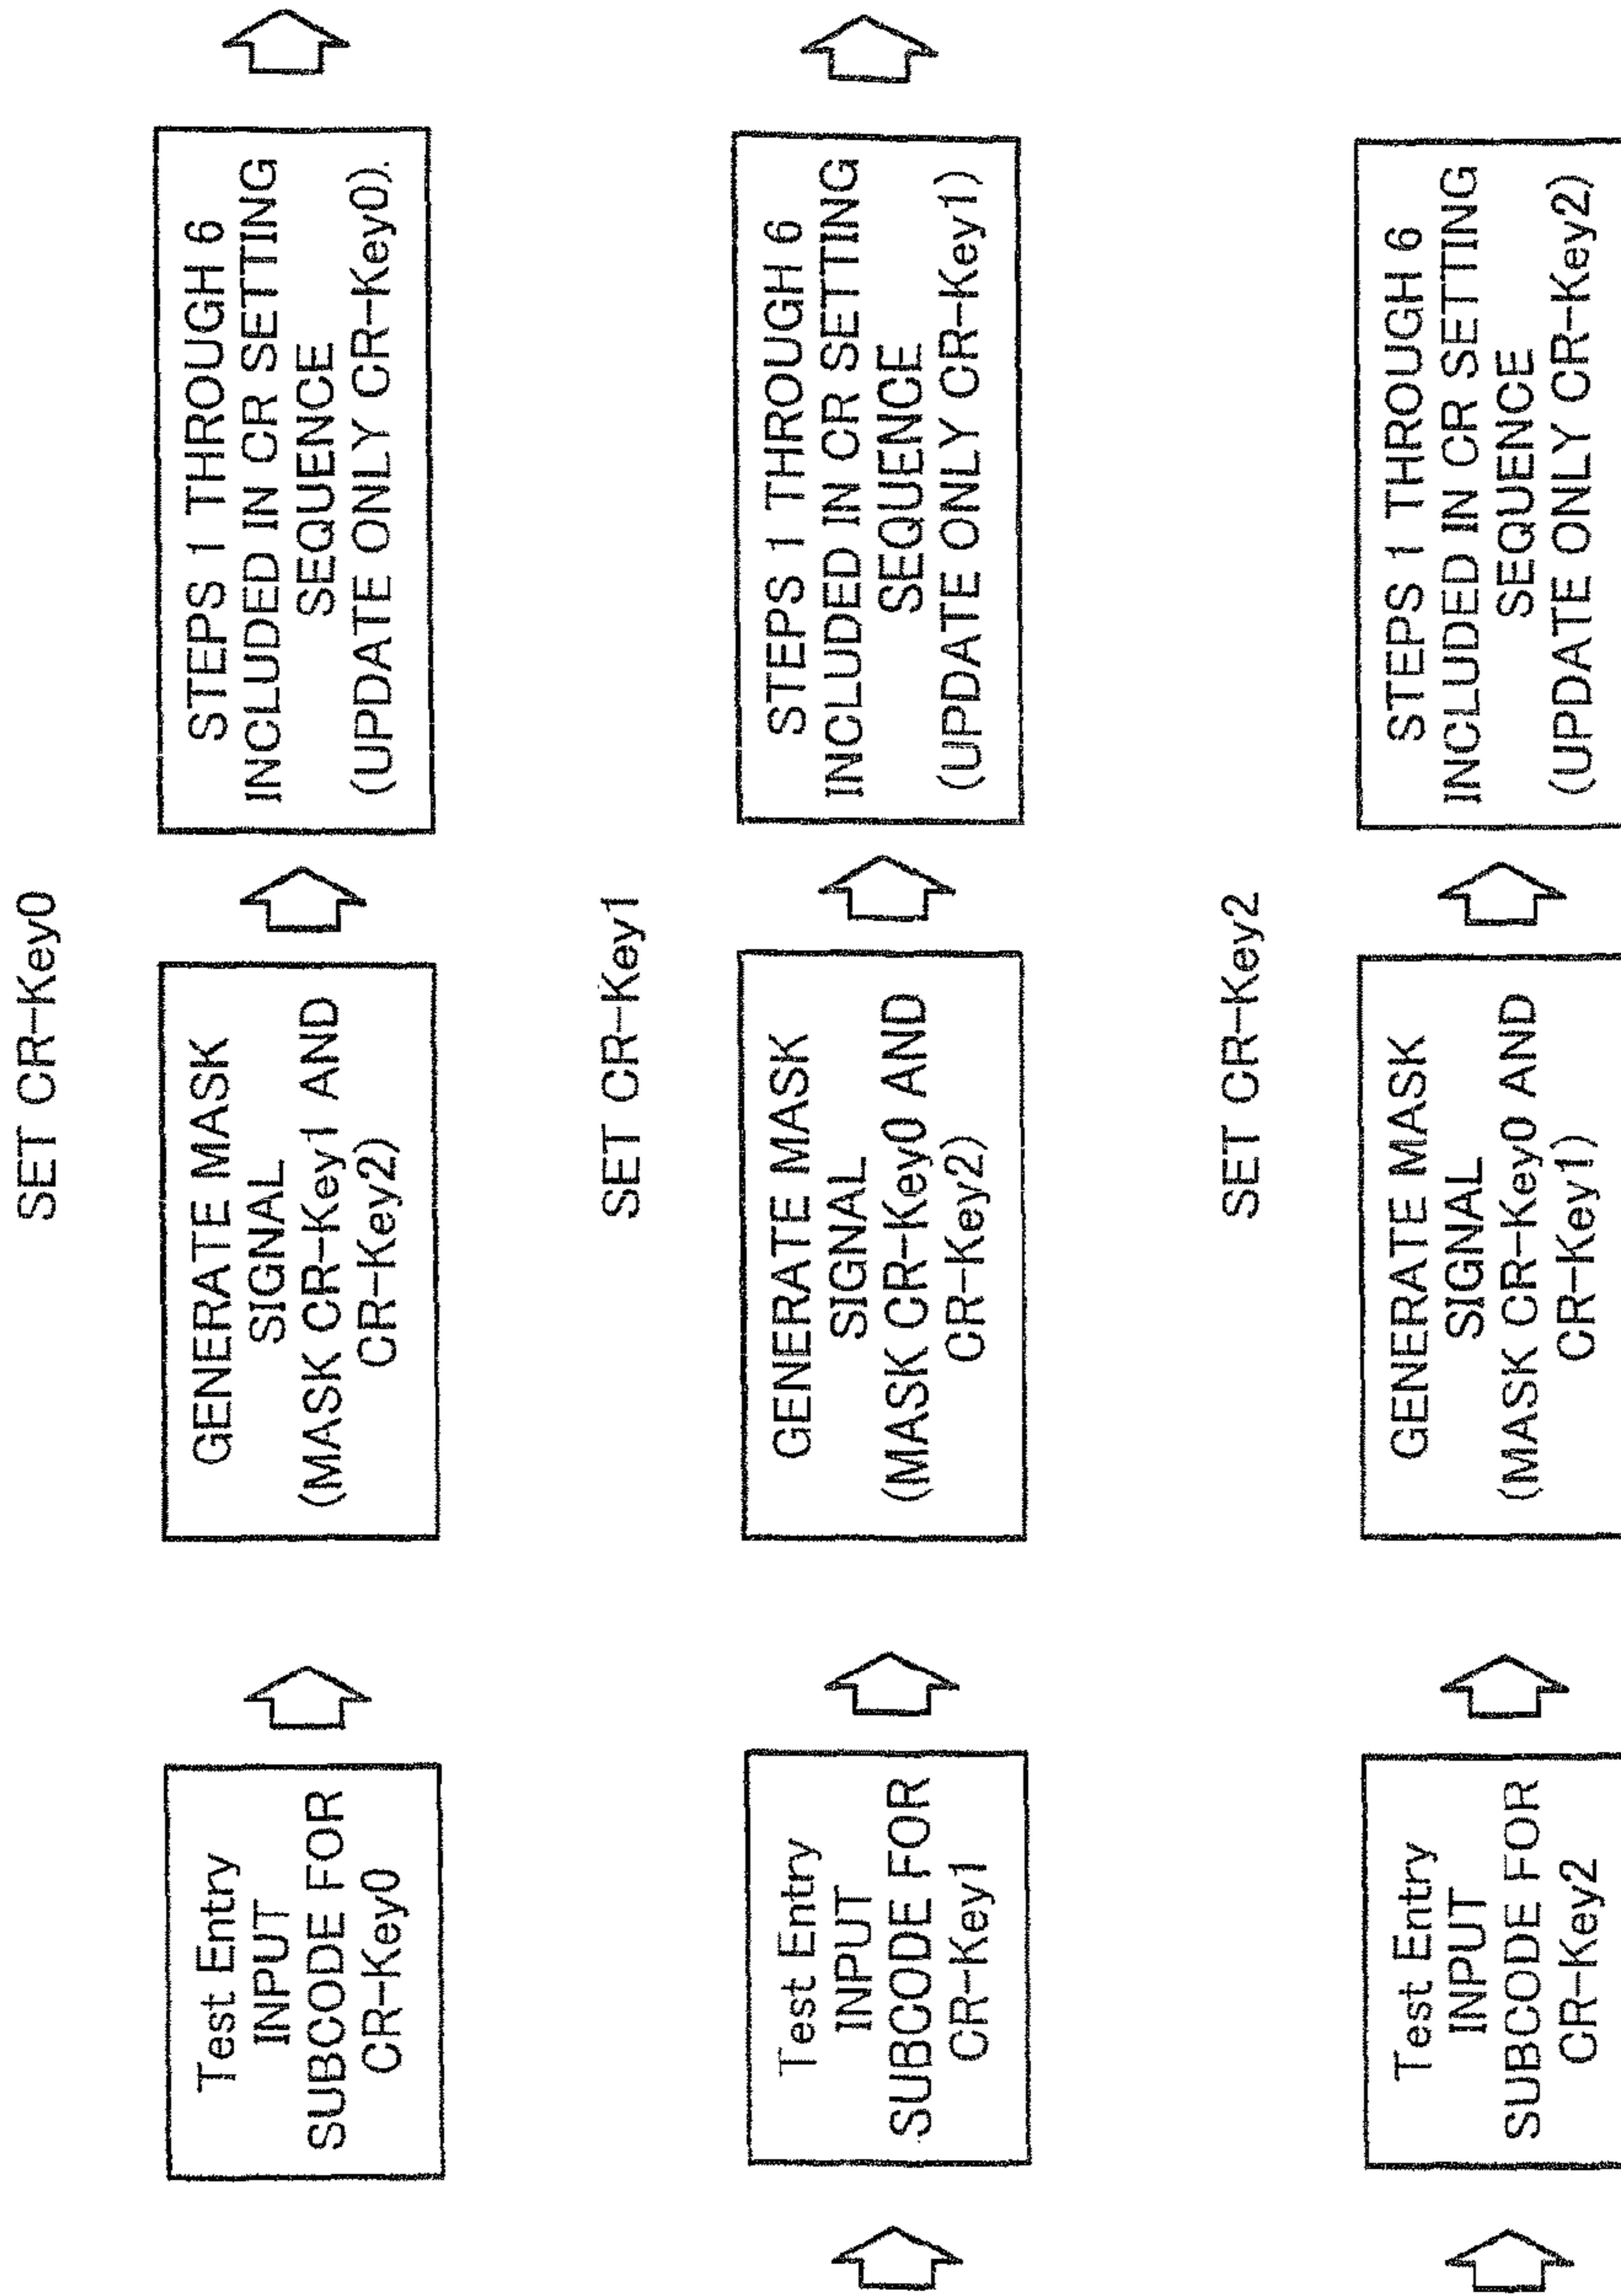 SET CR-Key0
Test Entry
INPUT
SUBCODE FOR
CR-Key0
GENERATE MASK
SIGNAL
(MASK CR-Key1 AND
CR-Key2)
STEPS 1 THROUGH 6
INCLUDED IN CR SETTING
SEQUENCE
(UPDATE ONLY CR-Key0).
SET CR-Key1
Test Entry
INPUT
SUBCODE FOR
CR-Key1
GENERATE MASK
SIGNAL
(MASK CR-Key0 AND
CR-Key2)
STEPS 1 THROUGH 6
INCLUDED IN CR SETTING
SEQUENCE
(UPDATE ONLY CR-Key1)
SET CR-Key2
Test Entry
INPUT
SUBCODE FOR
CR-Key2
GENERATE MASK
SIGNAL
(MASK CR-Key0 AND
CR-Key1)
STEPS 1 THROUGH 6
INCLUDED IN CR SETTING
SEQUENCE
(UPDATE ONLY CR-Key2)